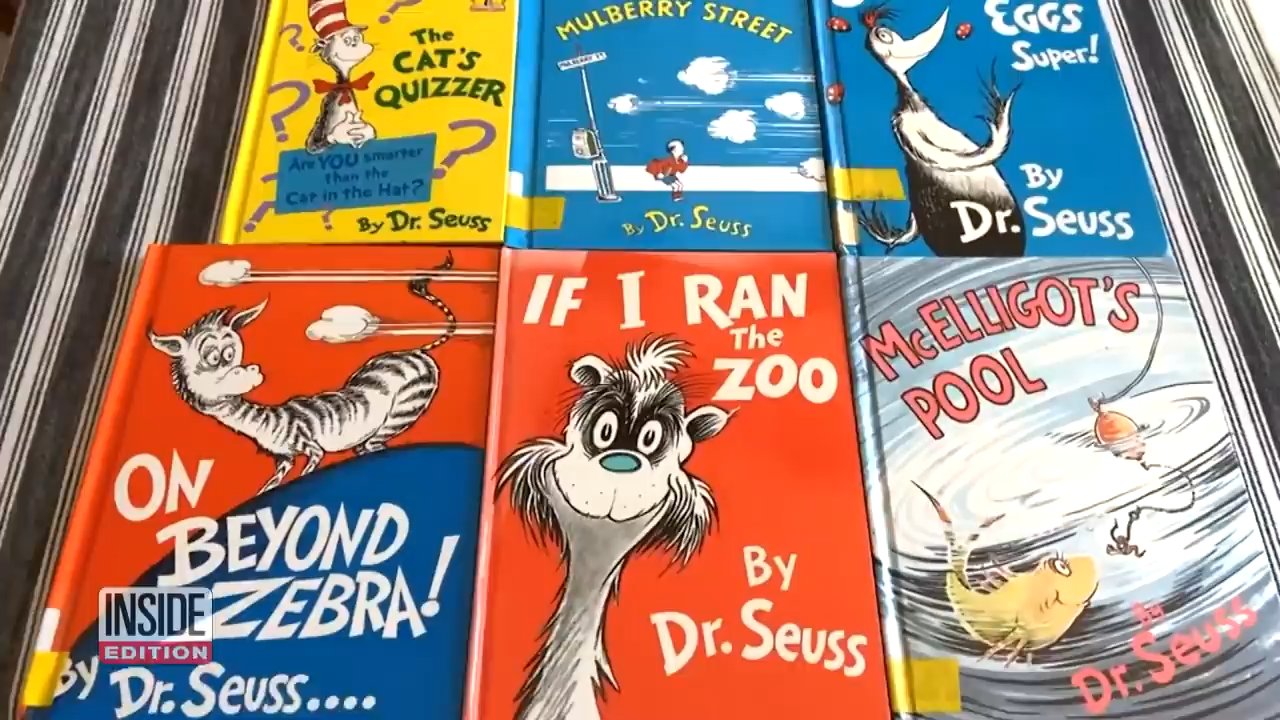 The
CAT'S
QUIZZER
Are YOU smarter
than the
Cat in the Hat?
By Dr. Seuss
MULBERRY STREET
MULBERRY ST.
By Dr. Seuss
EGGS
Super!
By
Dr. Seuss
ON
BEYOND
ZEBRA!
By Dr. Seuss....
IF I RAN
The
ZOO
By
Dr. Seuss
McELLIGOT'S
POOL
By
Dr. Seuss
INSIDE
EDITION